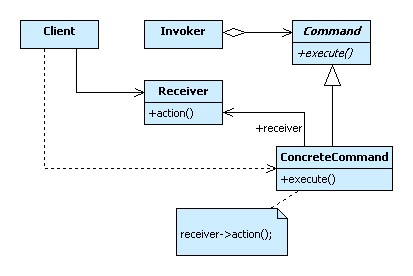 Client
Invoker
Command
+execute()
Receiver
+action()
+receiver
ConcreteCommand
+execute()
receiver->action();